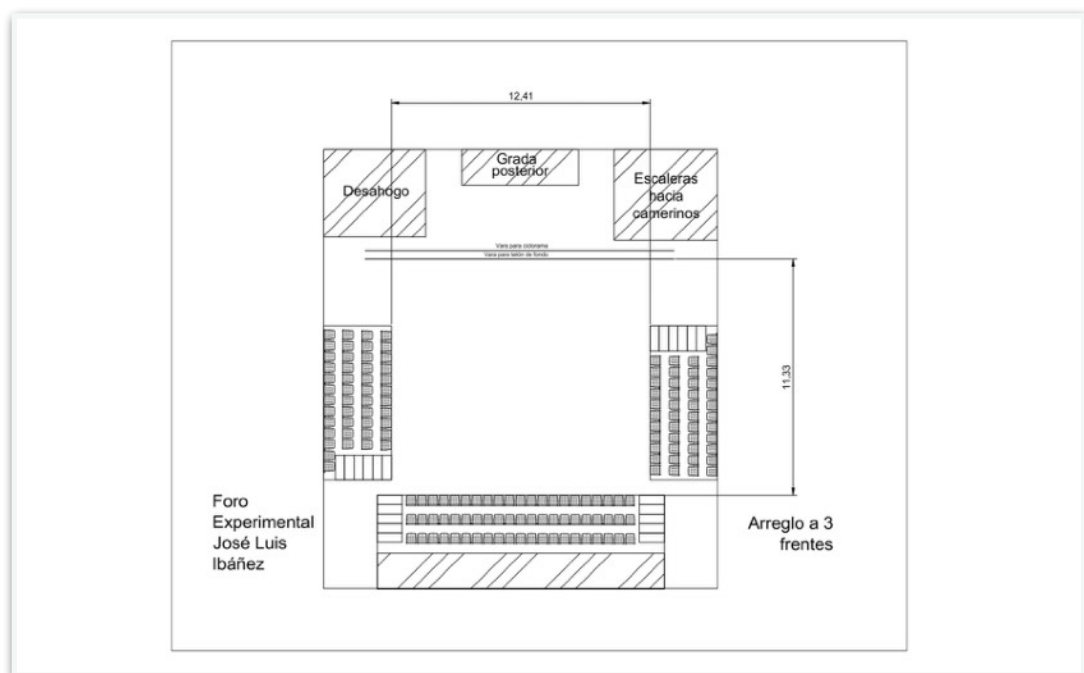 12,41
Grada
posterior
Desahogo
Escaleras
hacia
camerinos
Vara para ciclorama
Vara para telón de fondo
11,33
Foro
Experimental
José Luis
Ibáñez
Arreglo a 3
frentes